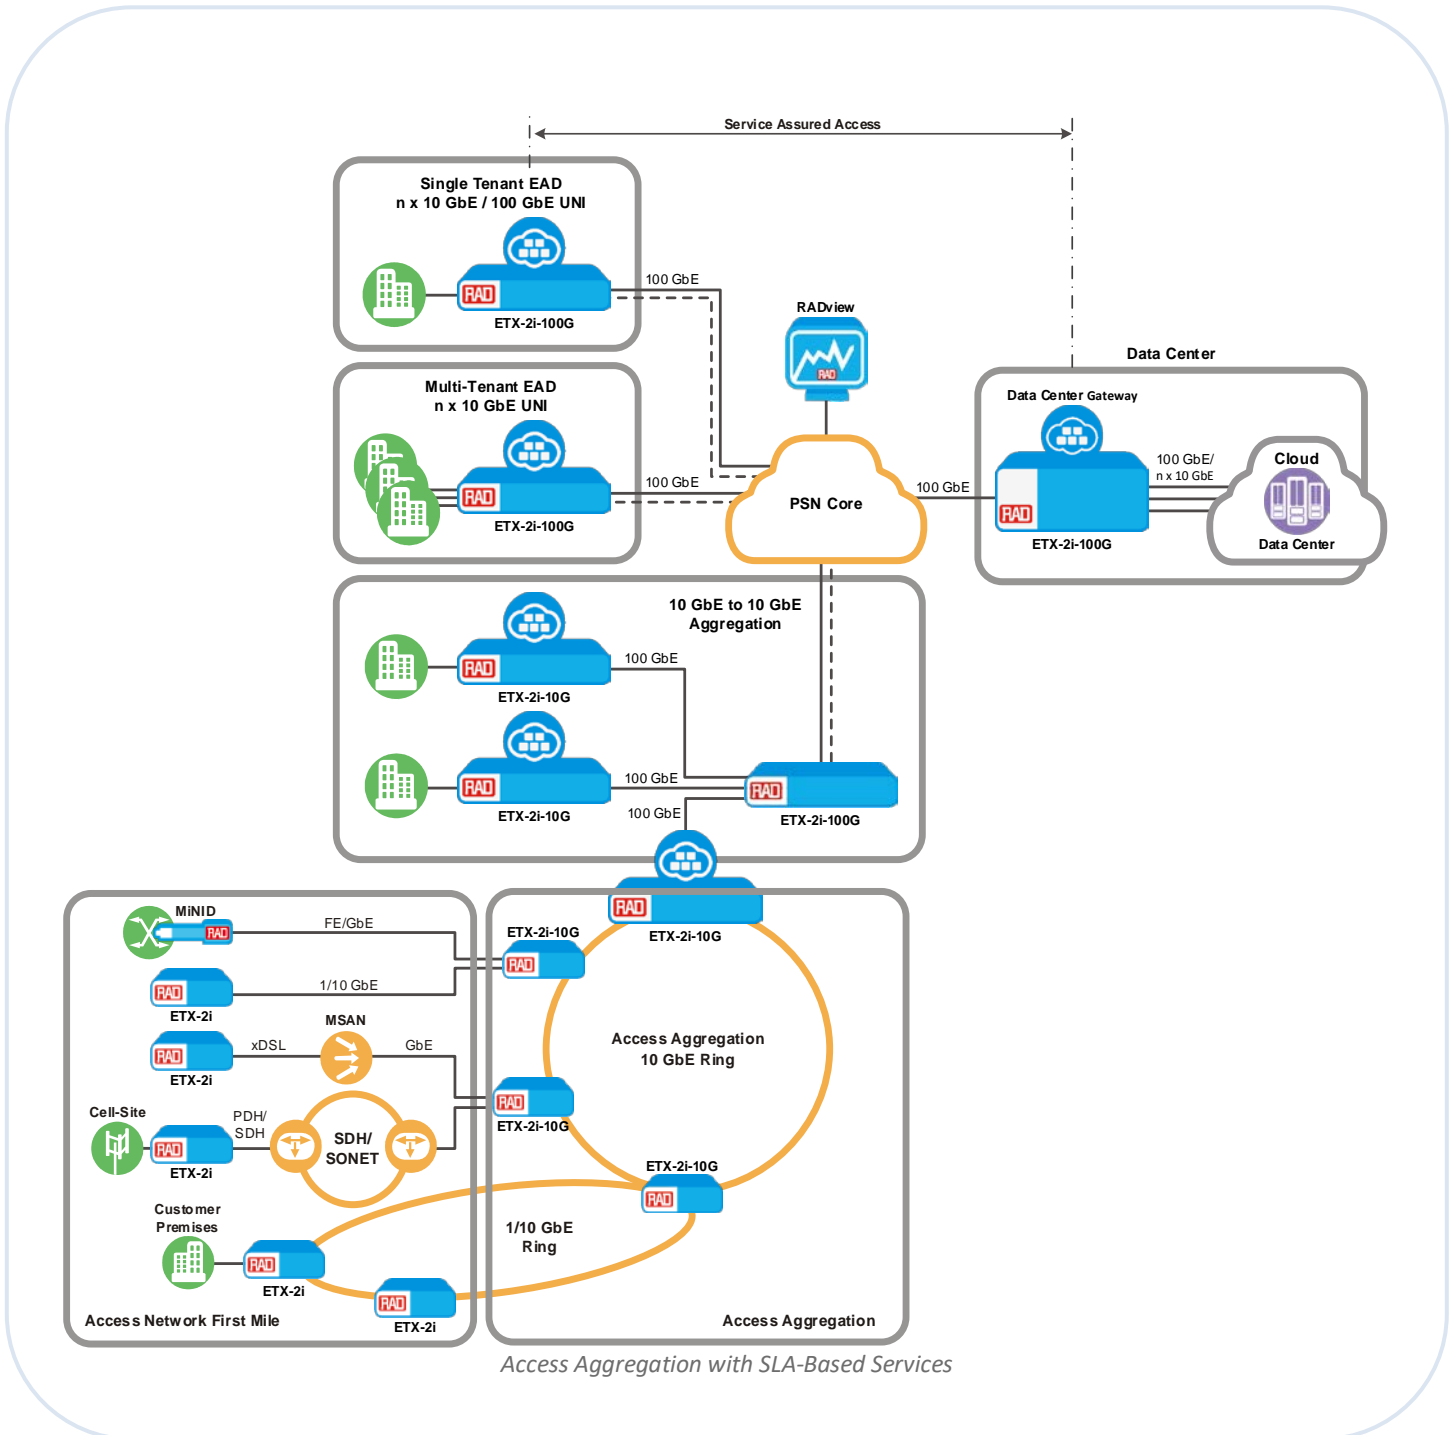 Service Assured Access
Single Tenant EAD
n x 10 GbE / 100 GbE UNI
RAD
ETX-2i-100G
100 GbE
Multi-Tenant EAD
n x 10 GbE UNI
RAD
ETX-2i-100G
100 GbE
RADview
RAD
PSN Core
100 GbE
Data Center
Data Center Gateway
RAD
ETX-2i-100G
100 GbE/
n x 10 GbE
Cloud
Data Center
10 GbE to 10 GbE
Aggregation
RAD
ETX-2i-10G
100 GbE
RAD
ETX-2i-10G
100 GbE
100 GbE
RAD
ETX-2i-100G
MiNID
RAD
FE/GbE
RAD
ETX-2i
1/10 GbE
RAD
ETX-2i
xDSL
MSAN
GbE
Cell-Site
RAD
ETX-2i
PDH/
SDH
SDH/
SONET
Customer
Premises
RAD
ETX-2i
RAD
ETX-2i
Access Network First Mile
RAD
ETX-2i-10G
ETX-2i-10G
RAD
Access Aggregation
10 GbE Ring
RAD
ETX-2i-10G
ETX-2i-10G
RAD
1/10 GbE
Ring
Access Aggregation
Access Aggregation with SLA-Based Services